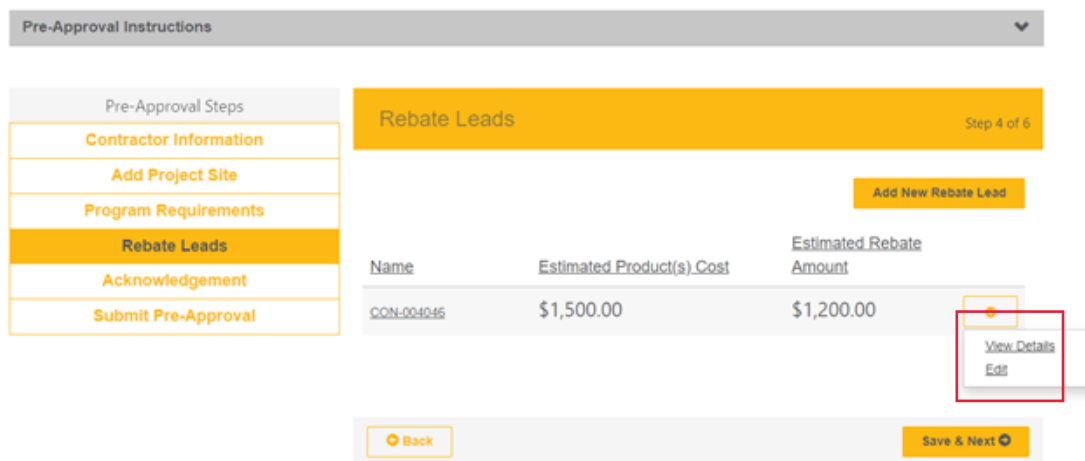 Pre-Approval Instructions
Pre-Approval Steps
Contractor Information
Add Project Site
Program Requirements
Rebate Leads
Acknowledgement
Submit Pre-Approval
Rebate Leads
Step 4 of 6
Add New Rebate Lead
Name
Estimated Product(s) Cost
Estimated Rebate
Amount
CON-004046
$1,500.00
$1,200.00
View Details
Edit
Back
Save & Next